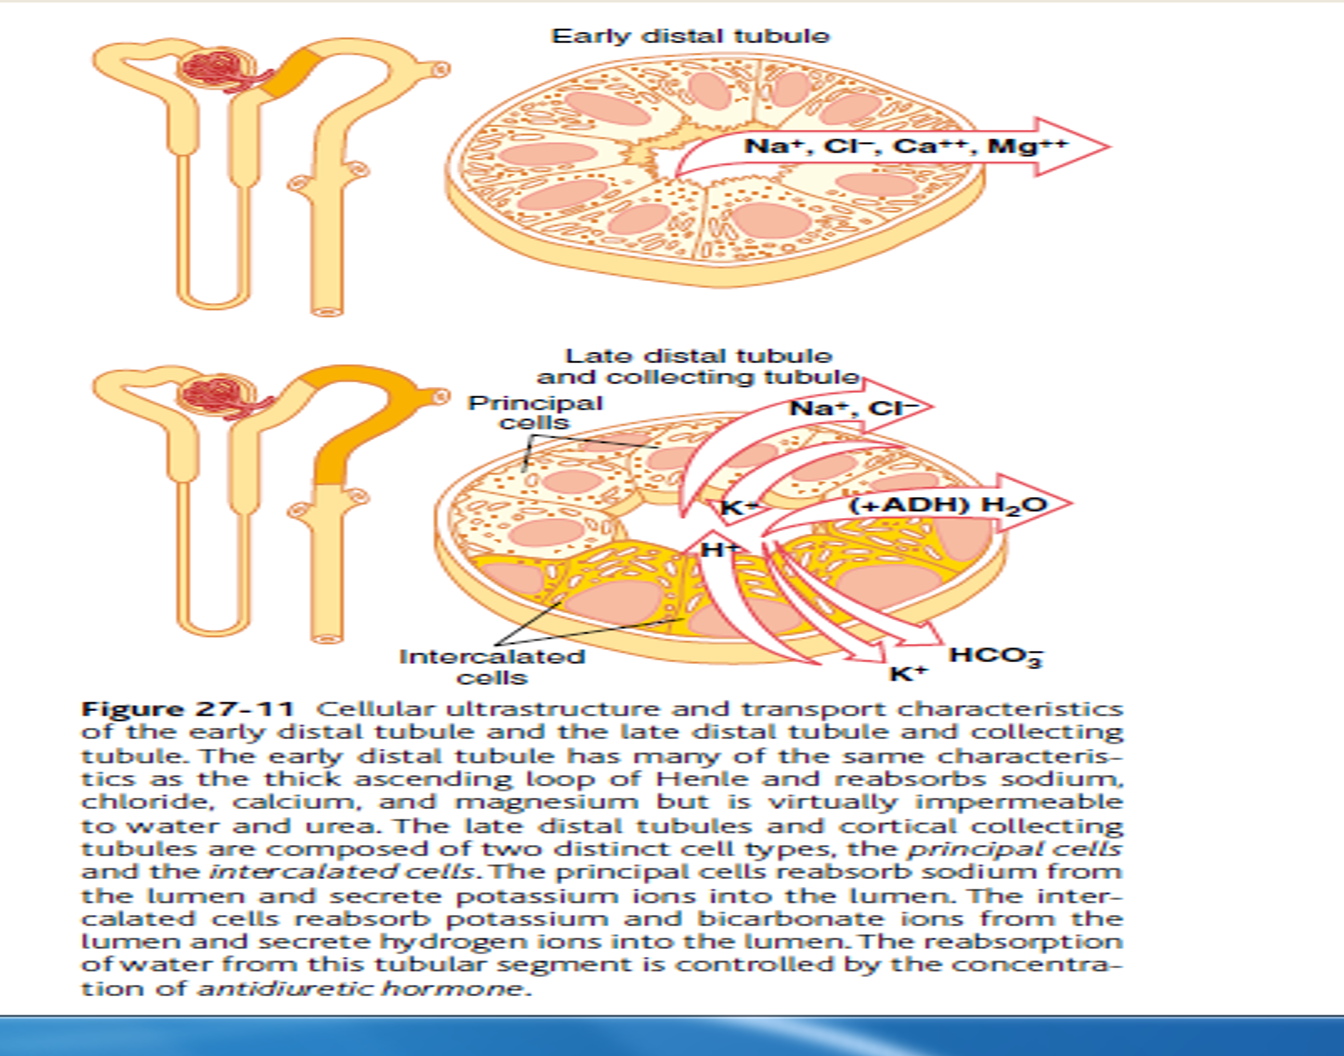 Early distal tubule
Na⁺, Cl⁻, Ca⁺⁺, Mg⁺⁺
Late distal tubule
and collecting tubule
Principal
cells
Na⁺, Cl⁻
K⁺
(+ADH) H₂O
H⁺
Intercalated
cells
HCO₃⁻
K⁺
Figure 27-11 Cellular ultrastructure and transport characteristics
of the early distal tubule and the late distal tubule and collecting
tubule. The early distal tubule has many of the same characteris-
tics as the thick ascending loop of Henle and reabsorbs sodium,
chloride, calcium, and magnesium but is virtually impermeable
to water and urea. The late distal tubules and cortical collecting
tubules are composed of two distinct cell types, the principal cells
and the intercalated cells. The principal cells reabsorb sodium from
the lumen and secrete potassium ions into the lumen. The inter-
calated cells reabsorb potassium and bicarbonate ions from the
lumen and secrete hydrogen ions into the lumen. The reabsorption
of water from this tubular segment is controlled by the concentra-
tion of antidiuretic hormone.